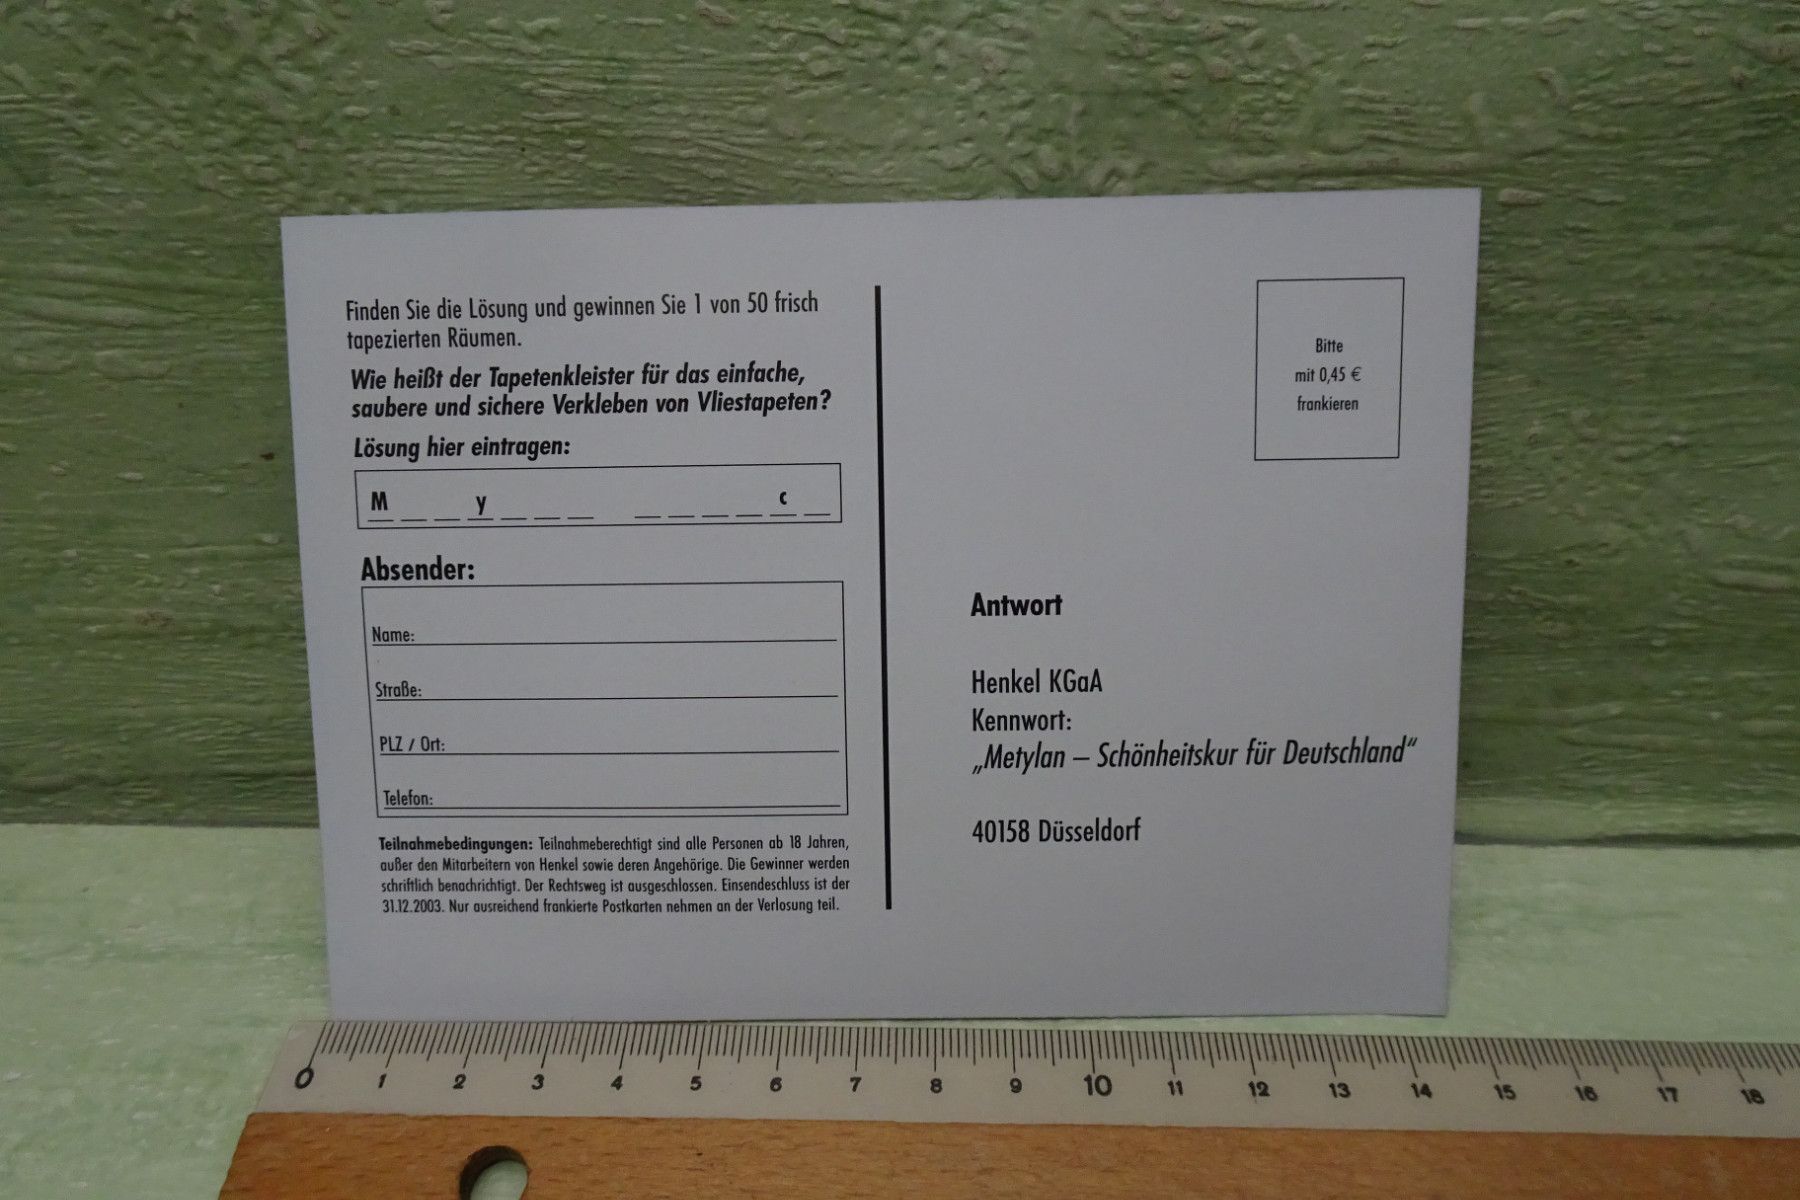 Finden Sie die Lösung und gewinnen Sie 1 von 50 frisch
tapezierten Räumen.
Wie heißt der Tapetenkleister für das einfache,
saubere und sichere Verkleben von Vliestapeten?
Lösung hier eintragen:
M _ _ y _ _ _ _ _ _ _ c _
Absender:
Name:
Straße:
PLZ / Ort:
Telefon:
Teilnahmebedingungen: Teilnahmeberechtigt sind alle Personen ab 18 Jahren,
außer den Mitarbeitern von Henkel sowie deren Angehörige. Die Gewinner werden
schriftlich benachrichtigt. Der Rechtsweg ist ausgeschlossen. Einsendeschluss ist der
31.12.2003. Nur ausreichend frankierte Postkarten nehmen an der Verlosung teil.
Bitte
mit 0,45 €
frankieren
Antwort
Henkel KGaA
Kennwort:
„Metylan – Schönheitskur für Deutschland“
40158 Düsseldorf
0 1 2 3 4 5 6 7 8 9 10 11 12 13 14 15 16 17 18